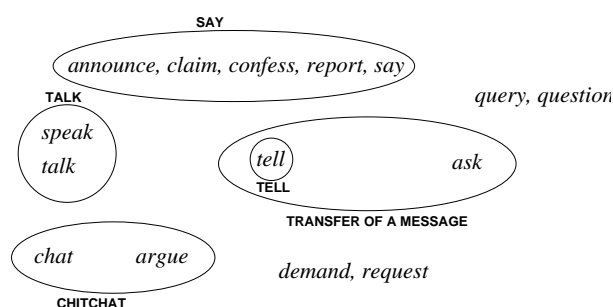 SAY
announce, claim, confess, report, say
TALK
query, question
speak
talk
tell
ask
TELL
TRANSFER OF A MESSAGE
chat argue
demand, request
CHITCHAT